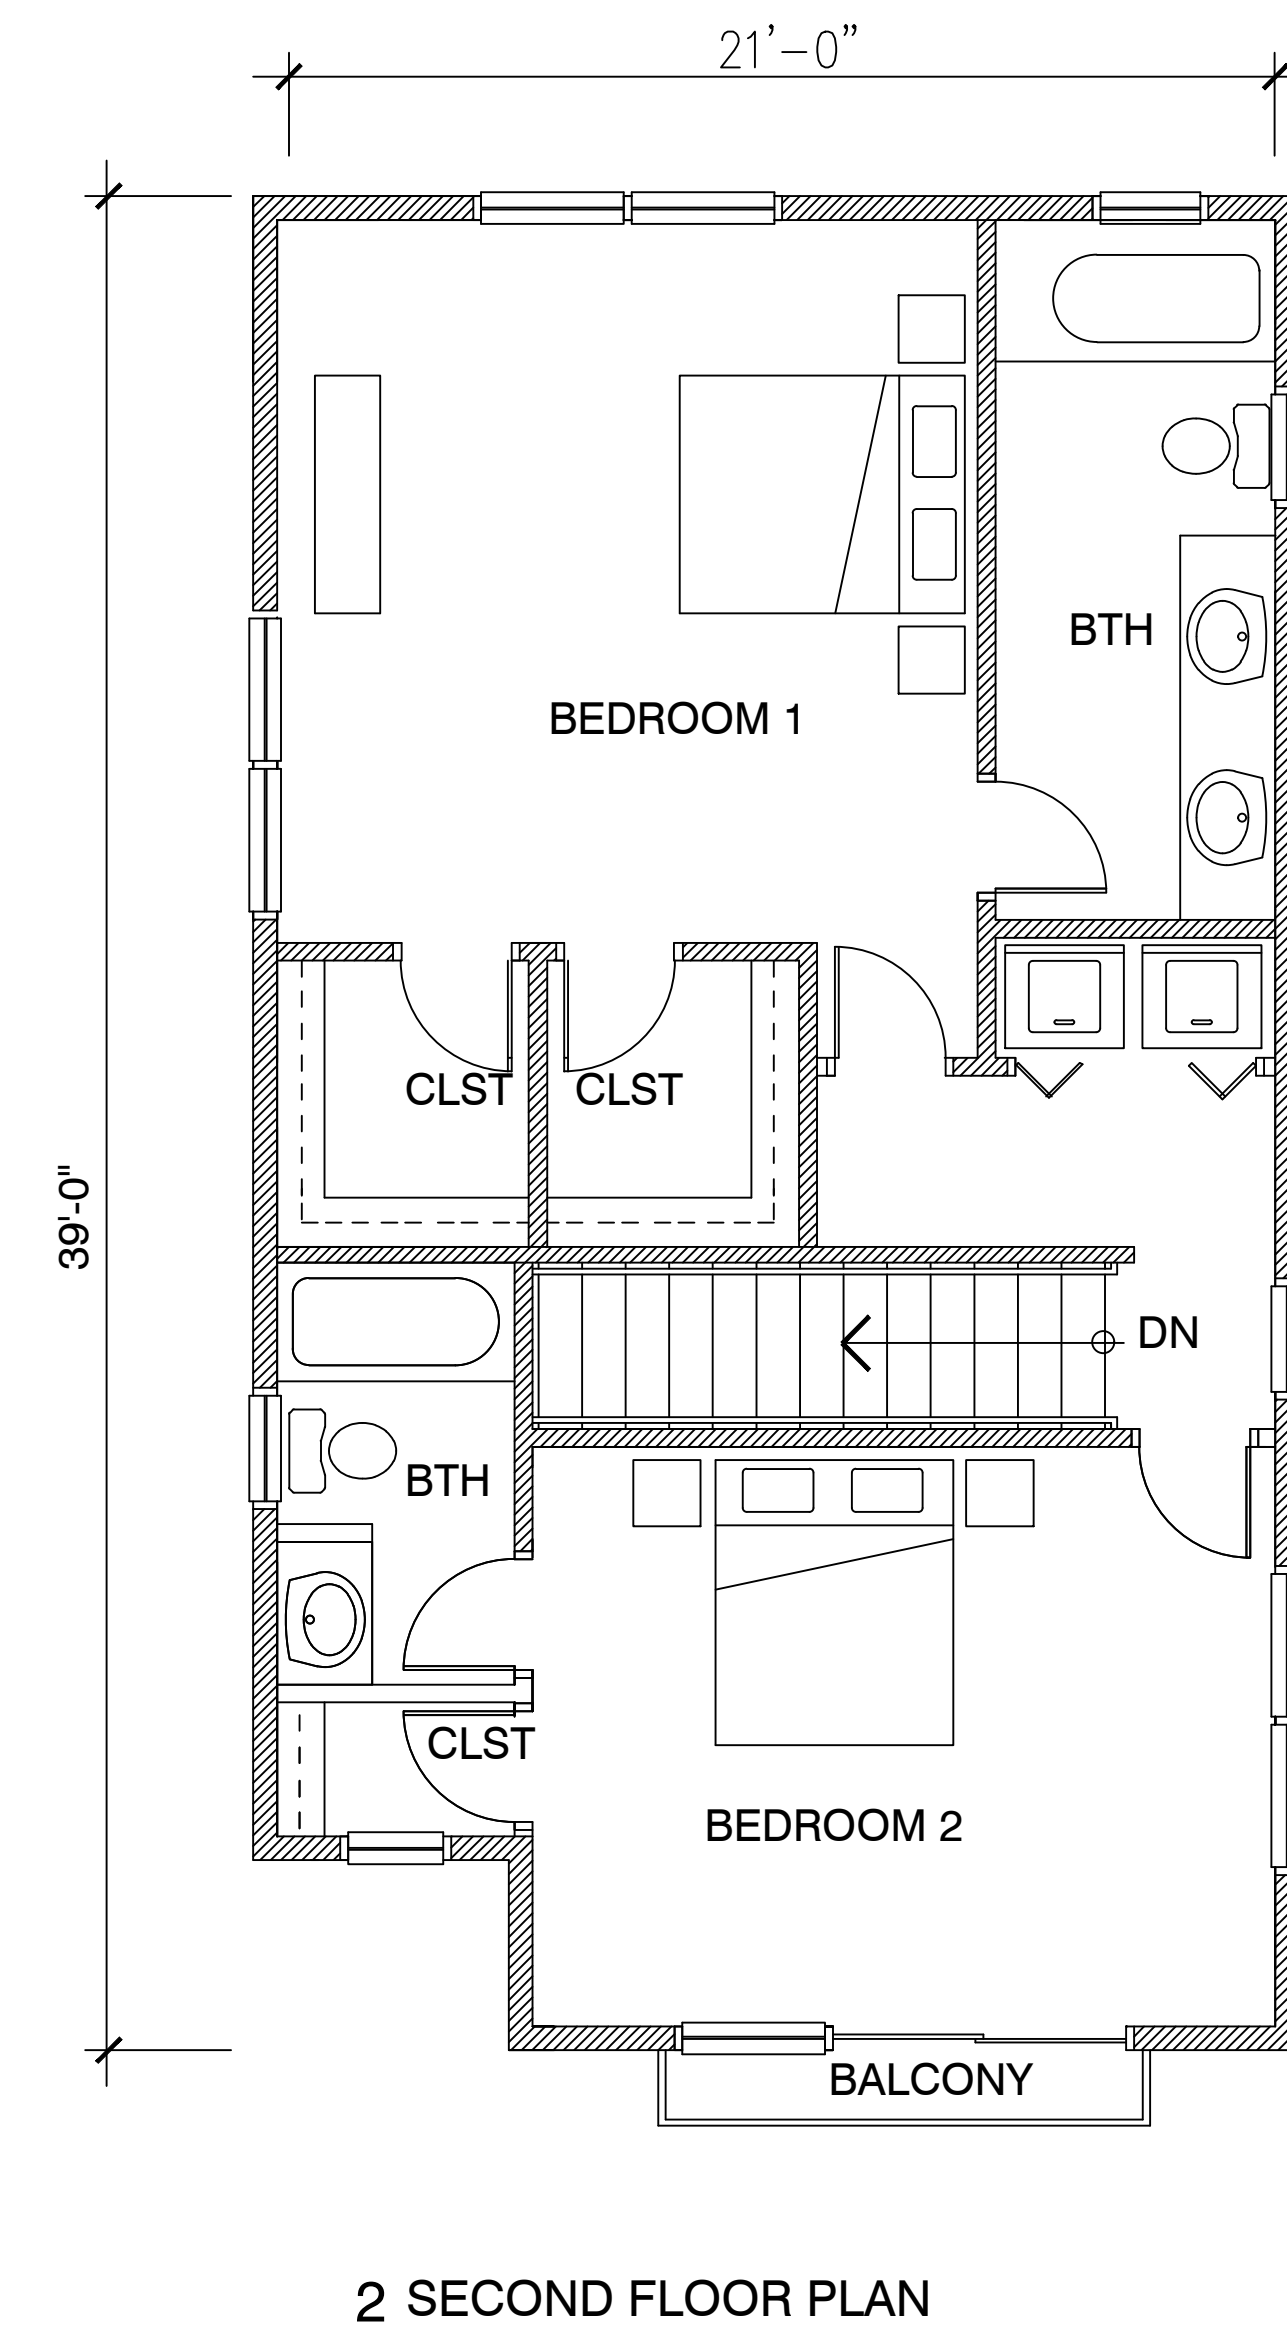 21'-0"
BTH
BEDROOM 1
CLST CLST
39'-0"
DN
BTH
CLST
BEDROOM 2
BALCONY
2 SECOND FLOOR PLAN